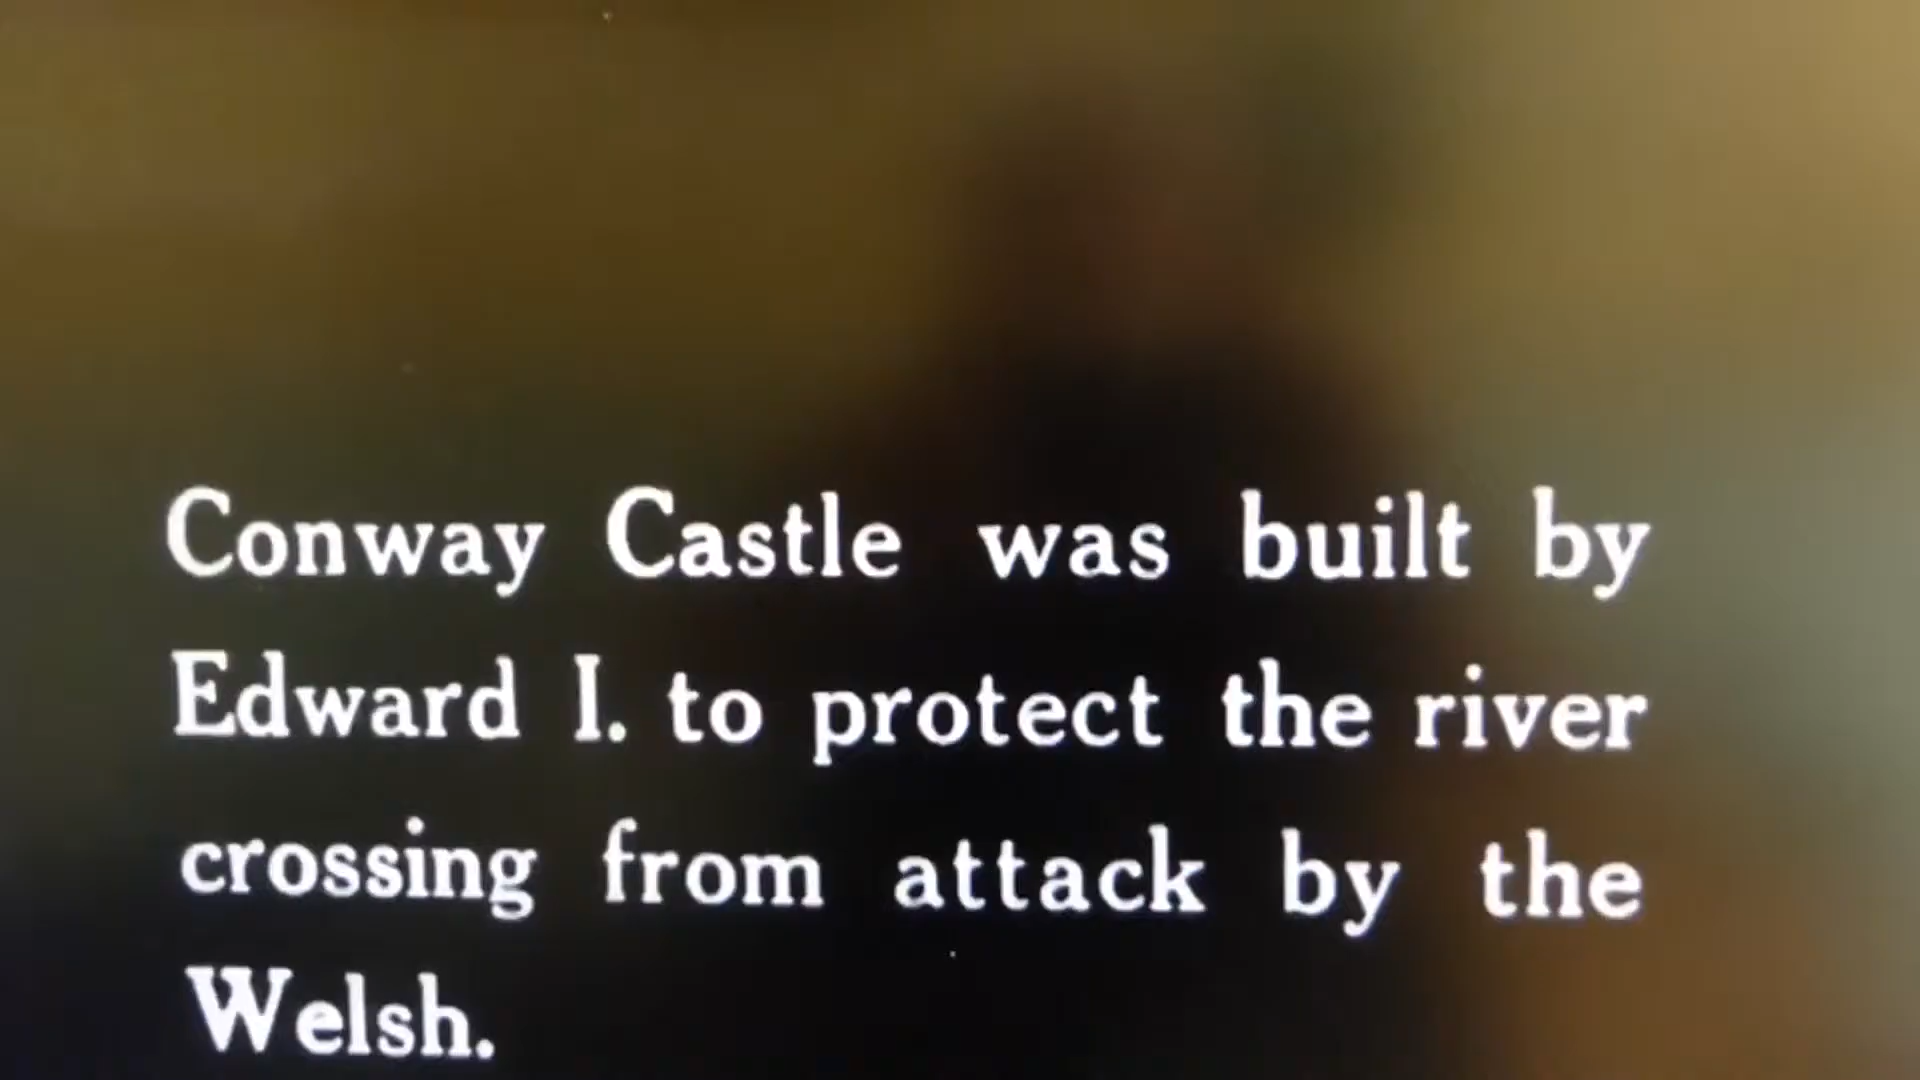 Conway Castle was built by
Edward I. to protect the river
crossing from attack by the
Welsh.